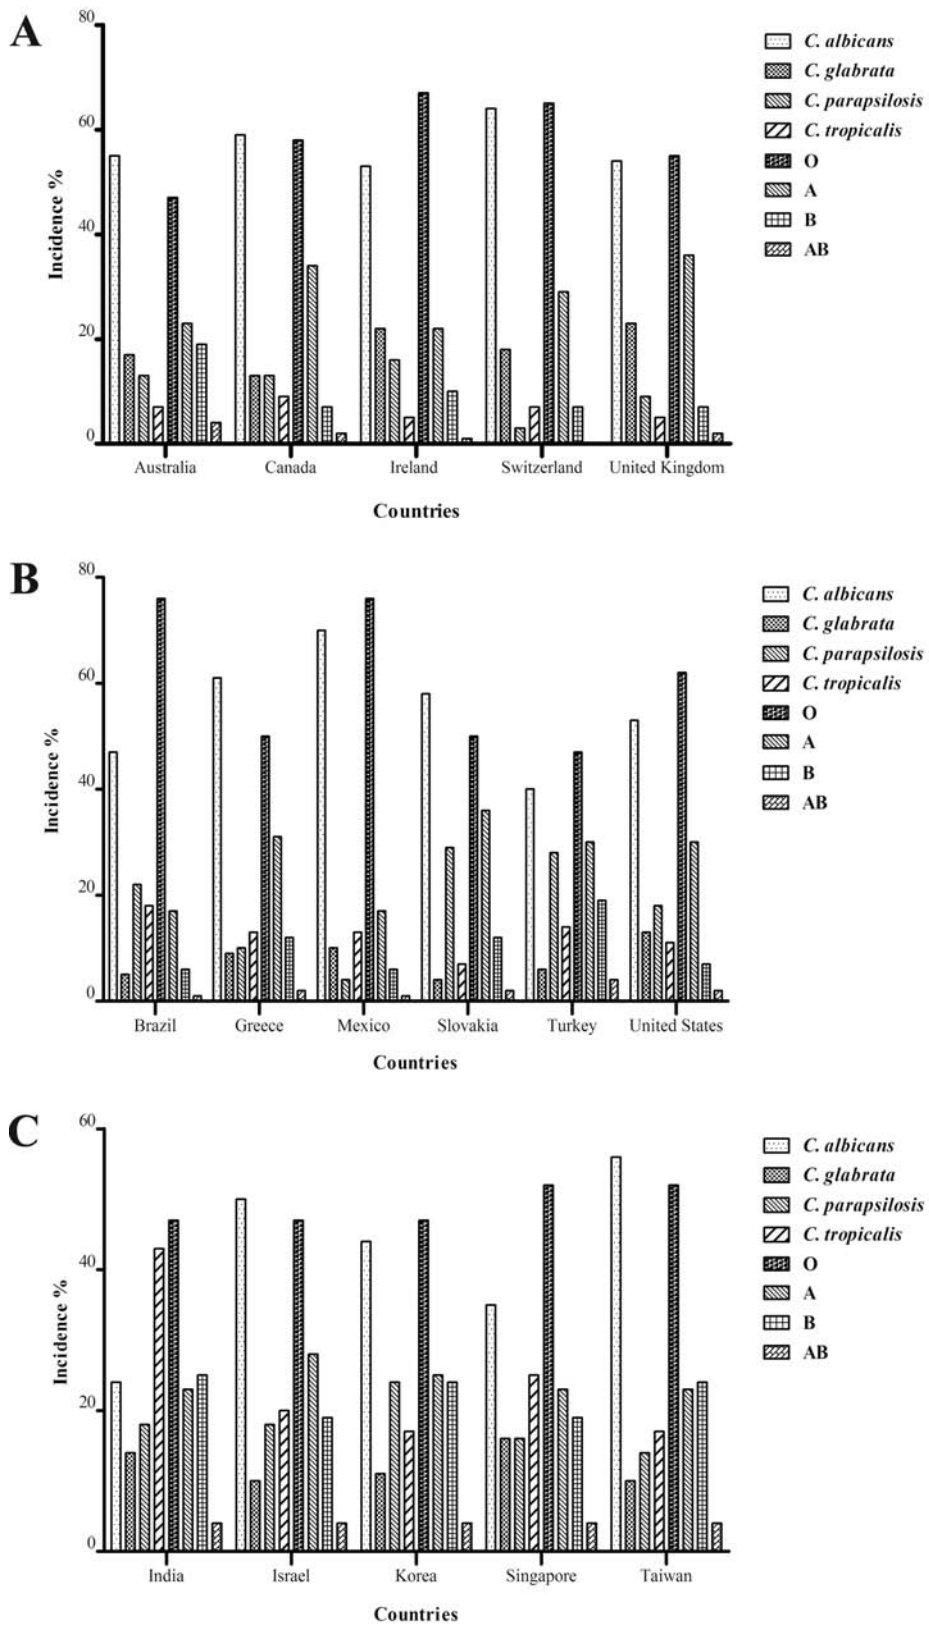 A
80
60
40
20
0
Incidence %
Australia Canada Ireland Switzerland United Kingdom
Countries
C. albicans
C. glabrata
C. parapsilosis
C. tropicalis
O
A
B
AB
B
80
60
40
20
0
Incidence %
Brazil Greece Mexico Slovakia Turkey United States
Countries
C. albicans
C. glabrata
C. parapsilosis
C. tropicalis
O
A
B
AB
C
60
40
20
0
Incidence %
India Israel Korea Singapore Taiwan
Countries
C. albicans
C. glabrata
C. parapsilosis
C. tropicalis
O
A
B
AB